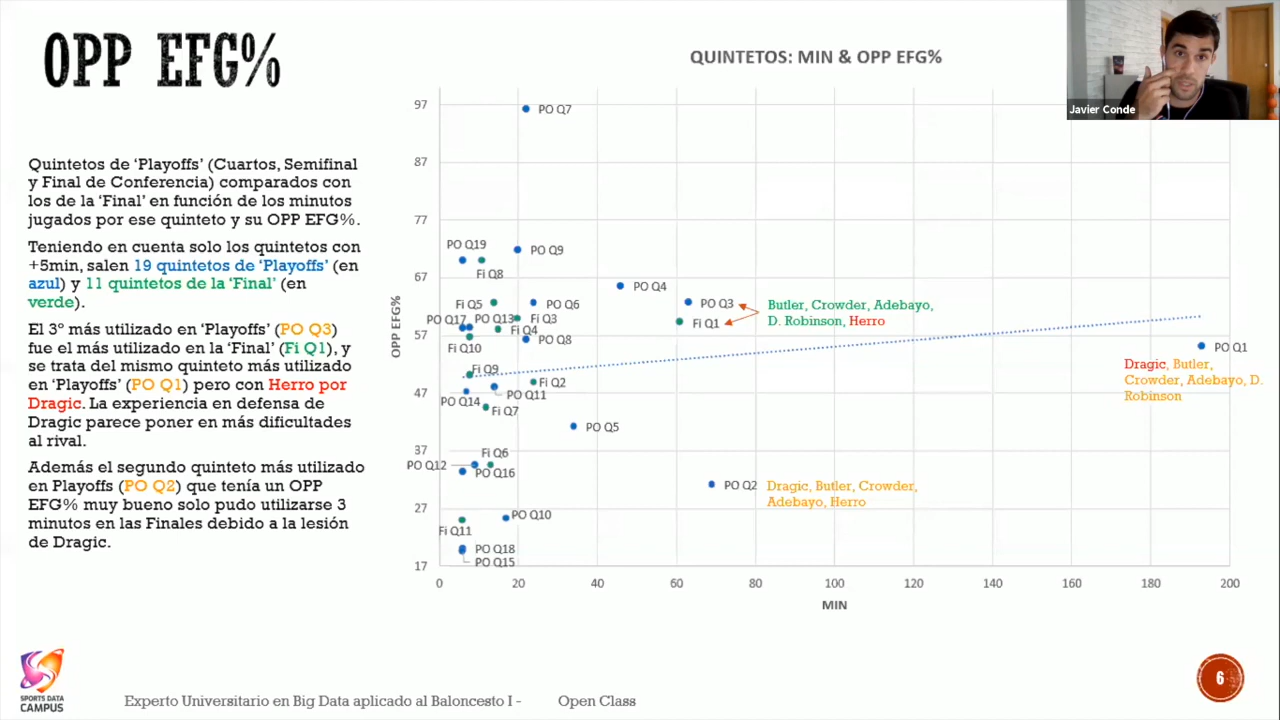 OPP EFG%
Quintetos de ‘Playoffs’ (Cuartos, Semifinal
y Final de Conferencia) comparados con
los de la ‘Final’ en función de los minutos
jugados por ese quinteto y su OPP EFG%.
Teniendo en cuenta solo los quintetos con
+5min, salen 19 quintetos de ‘Playoffs’ (en
azul) y 11 quintetos de la ‘Final’ (en
verde).
El 3º más utilizado en ‘Playoffs’ (PO Q3)
fue el más utilizado en la ‘Final’ (Fi Q1), y
se trata del mismo quinteto más utilizado
en ‘Playoffs’ (PO Q1) pero con Herro por
Dragic. La experiencia en defensa de
Dragic parece poner en más dificultades
al rival.
Además el segundo quinteto más utilizado
en Playoffs (PO Q2) que tenía un OPP
EFG% muy bueno solo pudo utilizarse 3
minutos en las Finales debido a la lesión
de Dragic.
QUINTETOS: MIN & OPP EFG%
OPP EFG%
97
87
77
67
57
47
37
27
17
PO Q7
PO Q19
PO Q9
Fi Q8
PO Q4
Fi Q5
PO Q6
PO Q3
PO Q17
PO Q13
Fi Q3
Fi Q1
Fi Q4
Fi Q10
PO Q8
PO Q1
Fi Q9
Fi Q2
PO Q14
PO Q11
Fi Q7
PO Q5
Fi Q6
PO Q12
PO Q16
PO Q2
PO Q10
Fi Q11
PO Q18
PO Q15
Butler, Crowder, Adebayo,
D. Robinson, Herro
Dragic, Butler,
Crowder, Adebayo, D.
Robinson
Dragic, Butler, Crowder,
Adebayo, Herro
0 20 40 60 80 100 120 140 160 180 200
MIN
Javier Conde
SPORTS DATA
CAMPUS
Experto Universitario en Big Data aplicado al Baloncesto I - Open Class
6